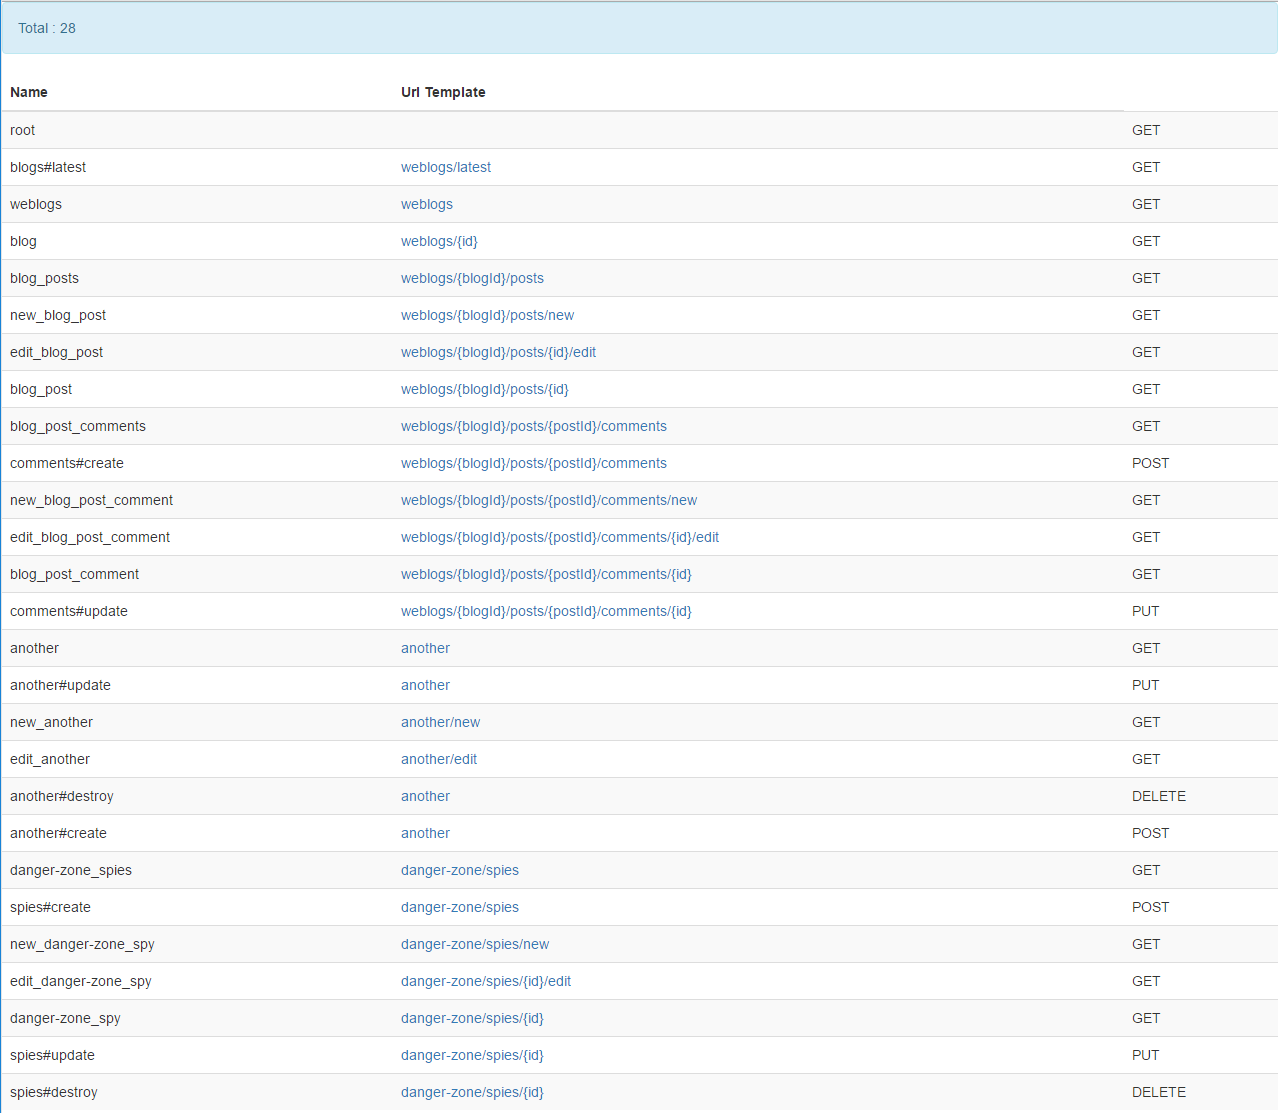 Total : 28
Name Url Template
root GET
blogs#latest weblogs/latest GET
weblogs weblogs GET
blog weblogs/{id} GET
blog_posts weblogs/{blogId}/posts GET
new_blog_post weblogs/{blogId}/posts/new GET
edit_blog_post weblogs/{blogId}/posts/{id}/edit GET
blog_post weblogs/{blogId}/posts/{id} GET
blog_post_comments weblogs/{blogId}/posts/{postId}/comments GET
comments#create weblogs/{blogId}/posts/{postId}/comments POST
new_blog_post_comment weblogs/{blogId}/posts/{postId}/comments/new GET
edit_blog_post_comment weblogs/{blogId}/posts/{postId}/comments/{id}/edit GET
blog_post_comment weblogs/{blogId}/posts/{postId}/comments/{id} GET
comments#update weblogs/{blogId}/posts/{postId}/comments/{id} PUT
another another GET
another#update another PUT
new_another another/new GET
edit_another another/edit GET
another#destroy another DELETE
another#create another POST
danger-zone_spies danger-zone/spies GET
spies#create danger-zone/spies POST
new_danger-zone_spy danger-zone/spies/new GET
edit_danger-zone_spy danger-zone/spies/{id}/edit GET
danger-zone_spy danger-zone/spies/{id} GET
spies#update danger-zone/spies/{id} PUT
spies#destroy danger-zone/spies/{id} DELETE